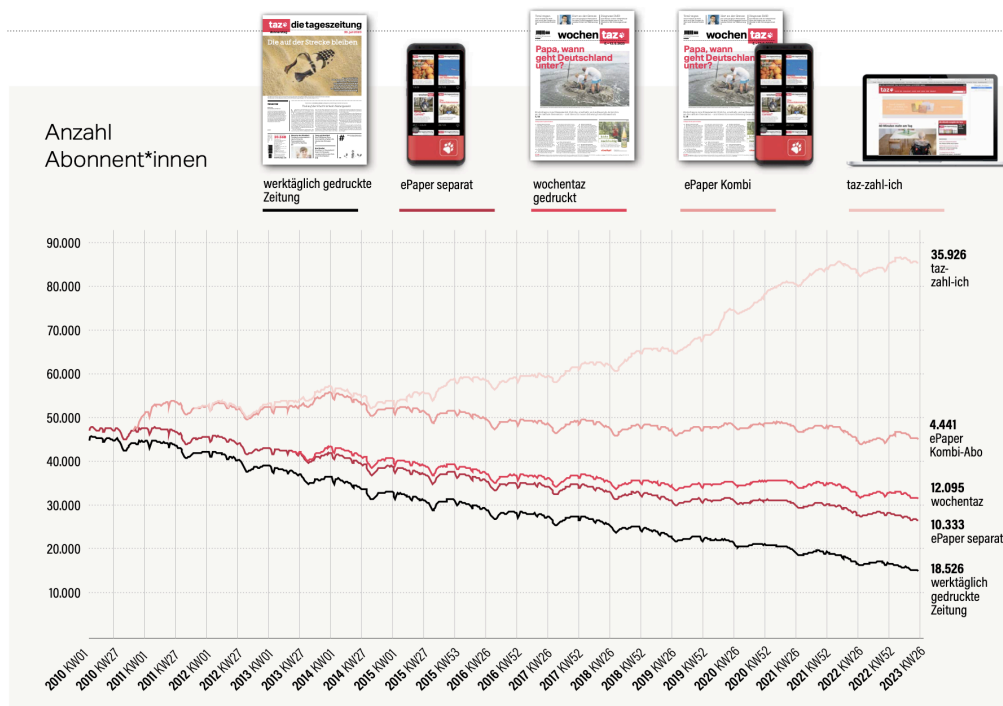 taz die tageszeitung
Die auf der Strecke bleiben
wochentaz
Papa, wann
geht Deutschland
unter?
wochentaz
Papa, wann
geht Deutschland
unter?
taz
Anzahl
Abonnent*innen
werktäglich gedruckte
Zeitung
ePaper separat
wochentaz
gedruckt
ePaper Kombi
taz-zahl-ich
90.000
80.000
70.000
60.000
50.000
40.000
30.000
20.000
10.000
35.926
taz-
zahl-ich
4.441
ePaper
Kombi-Abo
12.095
wochentaz
10.333
ePaper separat
18.526
werktäglich
gedruckte
Zeitung
2010 KW01
2010 KW27
2011 KW01
2011 KW27
2012 KW01
2012 KW27
2013 KW01
2013 KW27
2014 KW01
2014 KW27
2015 KW01
2015 KW27
2015 KW53
2016 KW26
2016 KW52
2017 KW26
2017 KW52
2018 KW26
2018 KW52
2019 KW26
2019 KW52
2020 KW26
2020 KW52
2021 KW26
2021 KW52
2022 KW26
2022 KW52
2023 KW26